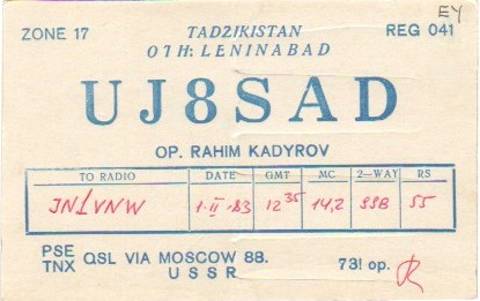 EY
ZONE 17 TADZIKISTAN REG 041
QTH: LENINABAD
UJ8SAD
OP. RAHIM KADYROV
TO RADIO DATE GMT MC 2-WAY RS
JN1VNW 1·II·83 12 35 14,2 SSB 55
PSE QSL VIA MOSCOW 88.
TNX USSR 73! op. R